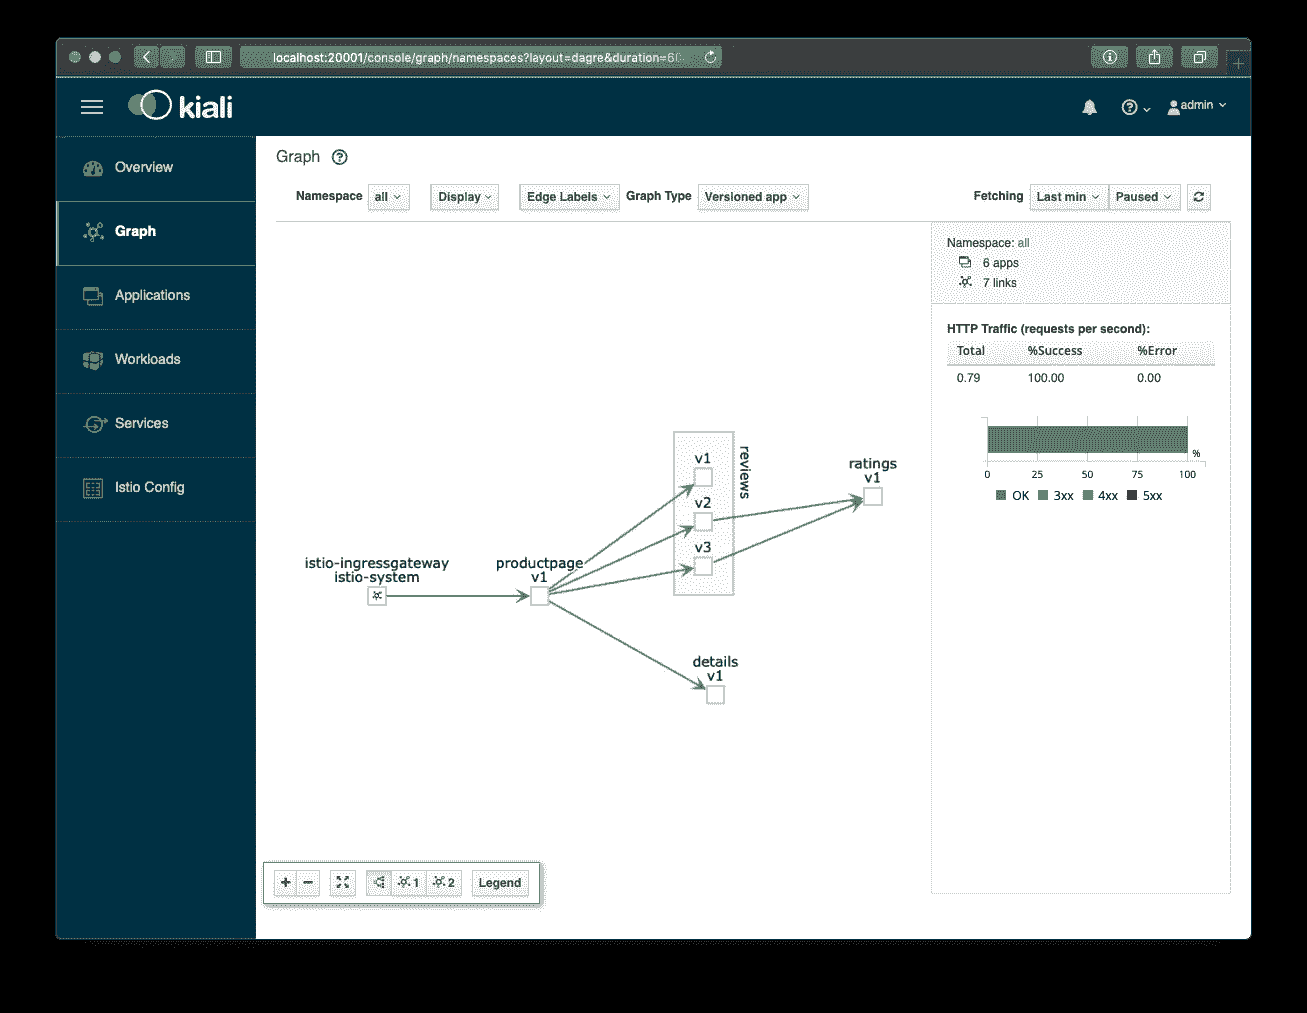 localhost:20001/console/graph/namespaces?layout=dagre&duration=60
kiali
admin
Overview
Graph
Applications
Workloads
Services
Istio Config
Graph
Namespace all Display Edge Labels Graph Type Versioned app Fetching Last min Paused
Namespace: all
6 apps
7 links
HTTP Traffic (requests per second):
Total %Success %Error
0.79 100.00 0.00
%
0 25 50 75 100
OK 3xx 4xx 5xx
reviews
v1
v2
v3
ratings
v1
istio-ingressgateway
istio-system
productpage
v1
details
v1
+ − 1 2 Legend